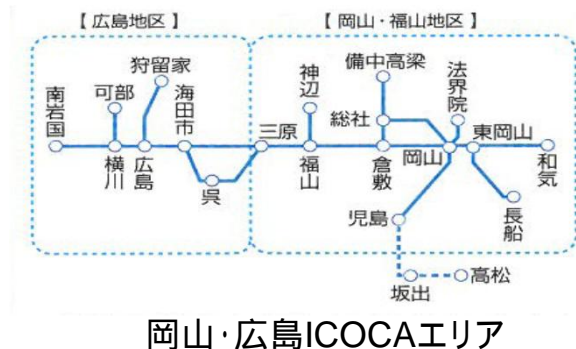 【広島地区】
【岡山・福山地区】
狩留家
可部
海田市
南岩国
横川
広島
呉
三原
神辺
福山
備中高梁
総社
倉敷
法界院
岡山
東岡山
和気
長船
児島
坂出
高松
岡山・広島ICOCAエリア